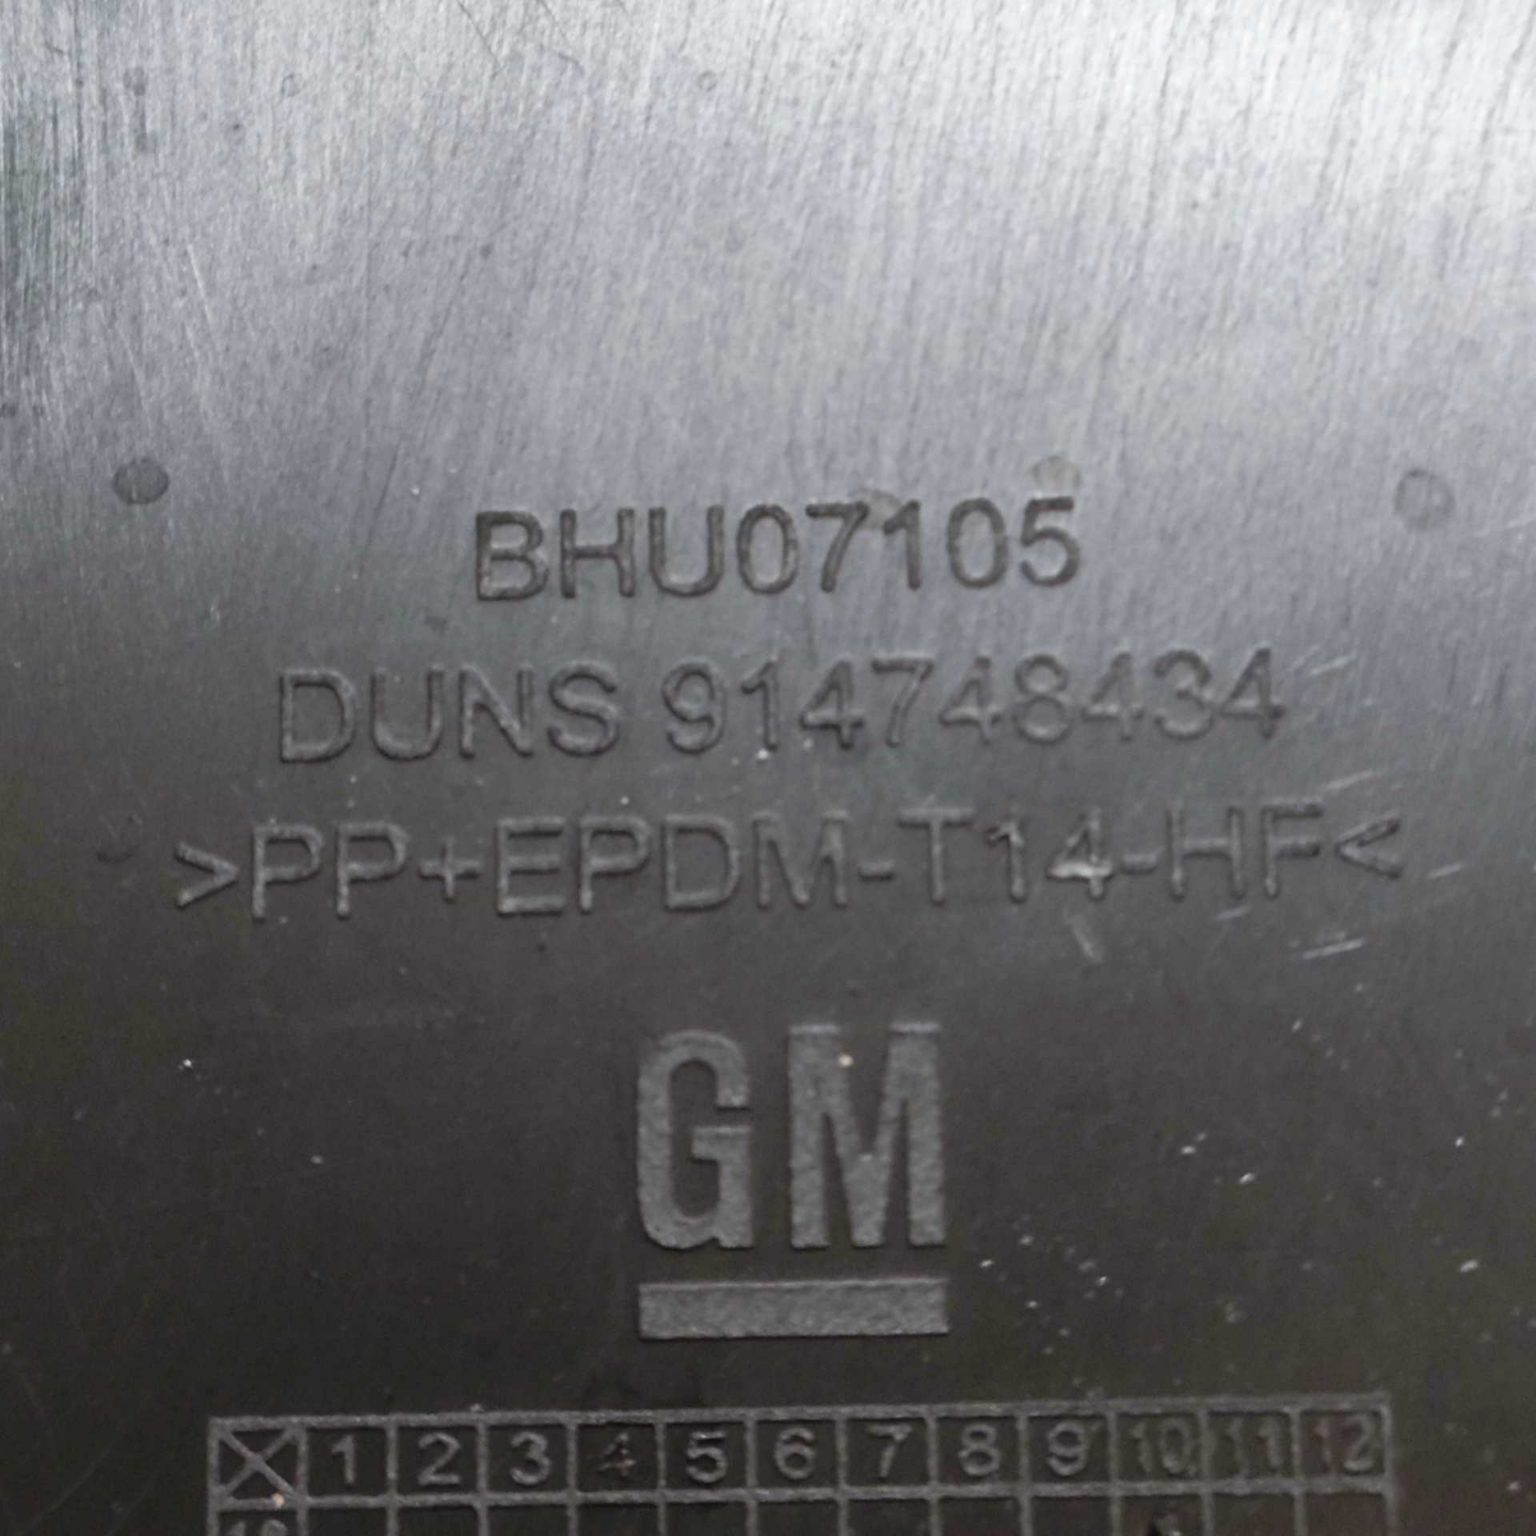 BHU07105
DUNS 914748434
>PP+EPDM-T14-HF<
GM
1 2 3 4 5 6 7 8 9 10 11 12